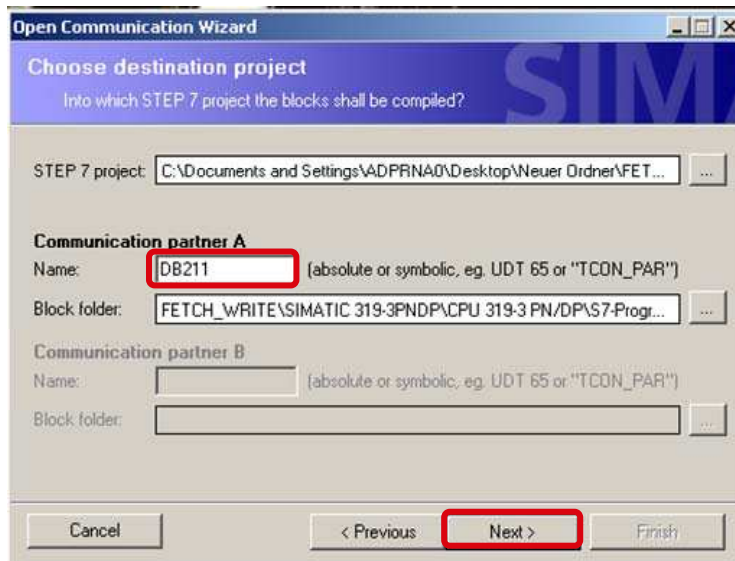 Open Communication Wizard
Choose destination project
Into which STEP 7 project the blocks shall be compiled?
SIMA
STEP 7 project: C:\Documents and Settings\ADPRNA0\Desktop\Neuer Ordner\FET... ...
Communication partner A
Name: DB211 (absolute or symbolic, eg. UDT 65 or "TCON_PAR")
Block folder: FETCH_WRITE\SIMATIC 319-3PNDP\CPU 319-3 PN/DP\S7-Progr... ...
Communication partner B
Name: (absolute or symbolic, eg. UDT 65 or "TCON_PAR")
Block folder: ...
Cancel < Previous Next > Finish